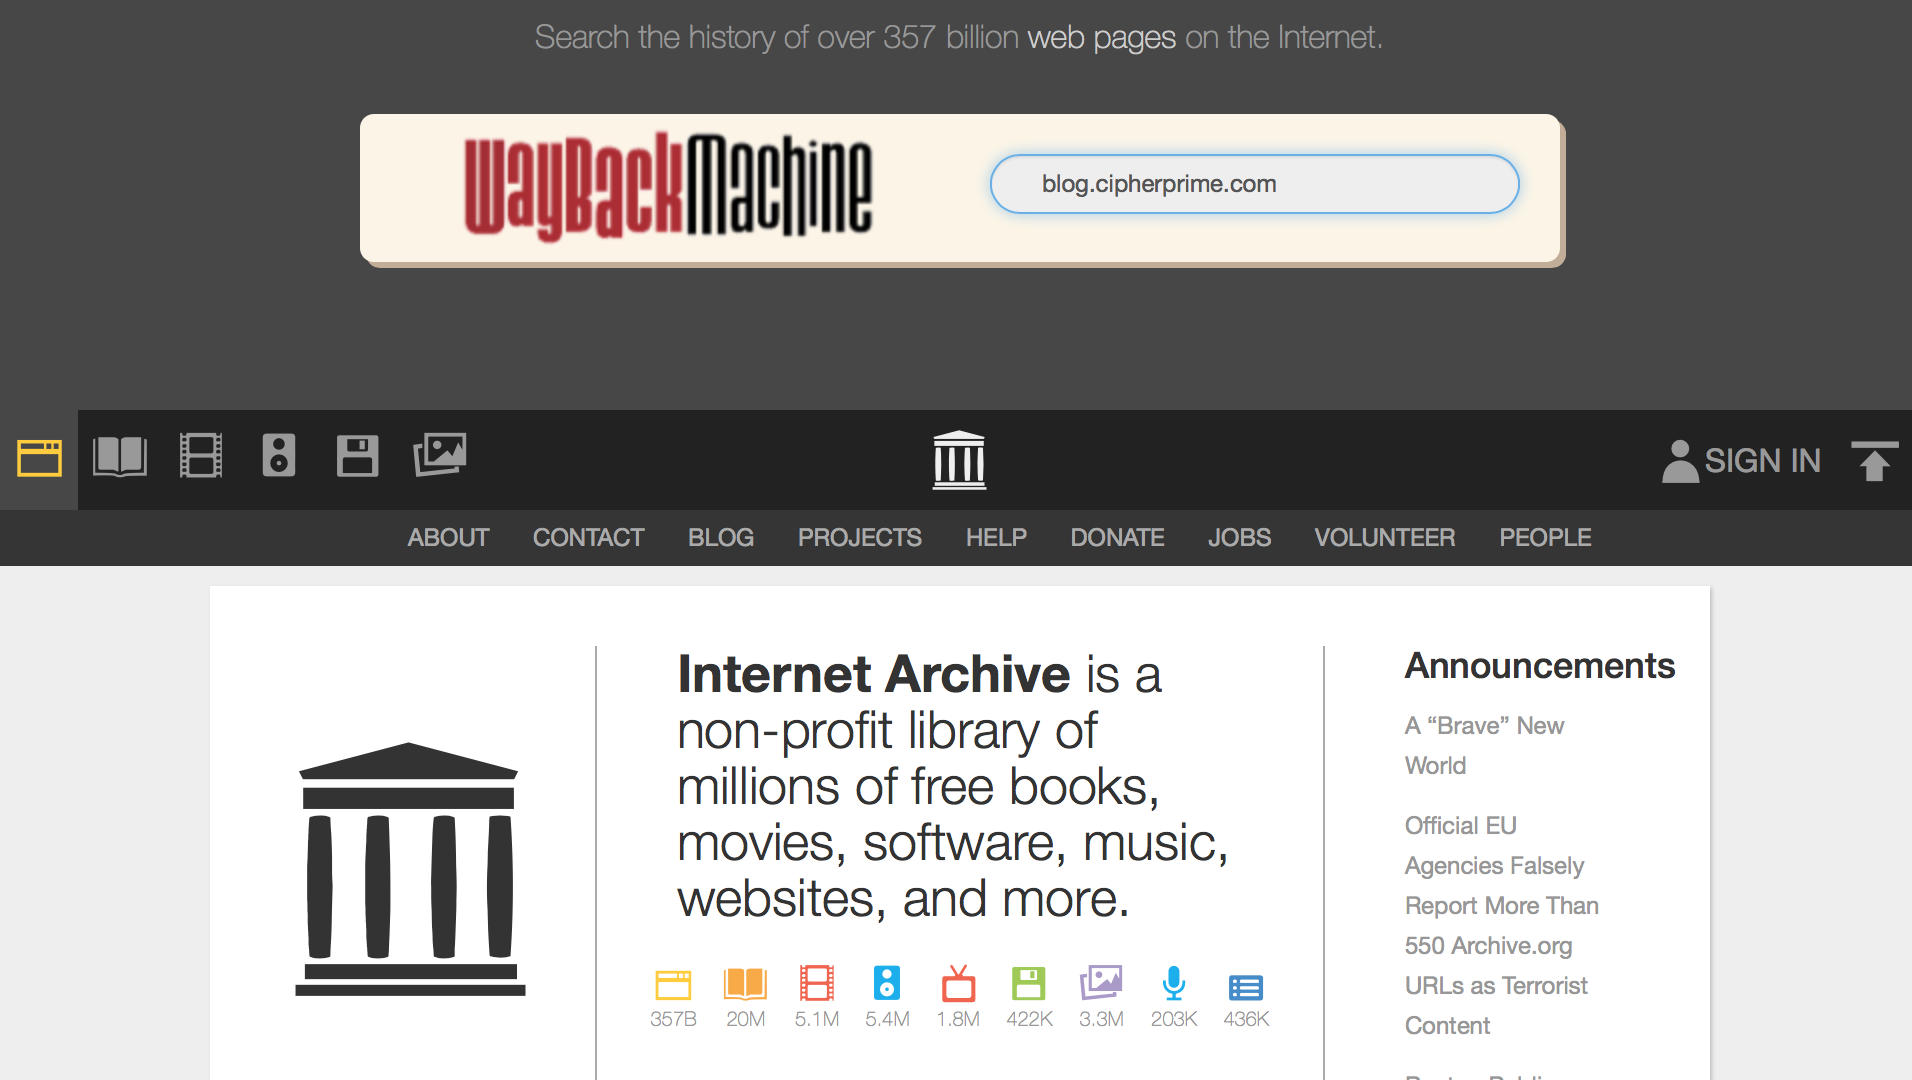 Search the history of over 357 billion web pages on the Internet.
wayBackMachine
blog.cipherprime.com
SIGN IN
ABOUT CONTACT BLOG PROJECTS HELP DONATE JOBS VOLUNTEER PEOPLE
Internet Archive is a
non-profit library of
millions of free books,
movies, software, music,
websites, and more.
357B 20M 5.1M 5.4M 1.8M 422K 3.3M 203K 436K
Announcements
A “Brave” New
World
Official EU
Agencies Falsely
Report More Than
550 Archive.org
URLs as Terrorist
Content